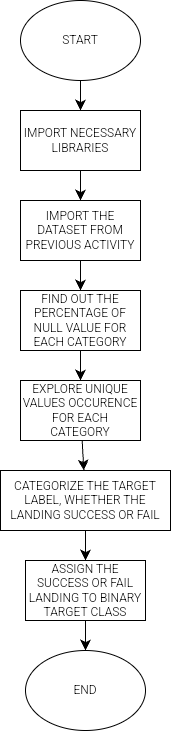 START
IMPORT NECESSARY
LIBRARIES
IMPORT THE
DATASET FROM
PREVIOUS ACTIVITY
FIND OUT THE
PERCENTAGE OF
NULL VALUE FOR
EACH CATEGORY
EXPLORE UNIQUE
VALUES OCCURENCE
FOR EACH
CATEGORY
CATEGORIZE THE TARGET
LABEL, WHETHER THE
LANDING SUCCESS OR FAIL
ASSIGN THE
SUCCESS OR FAIL
LANDING TO BINARY
TARGET CLASS
END